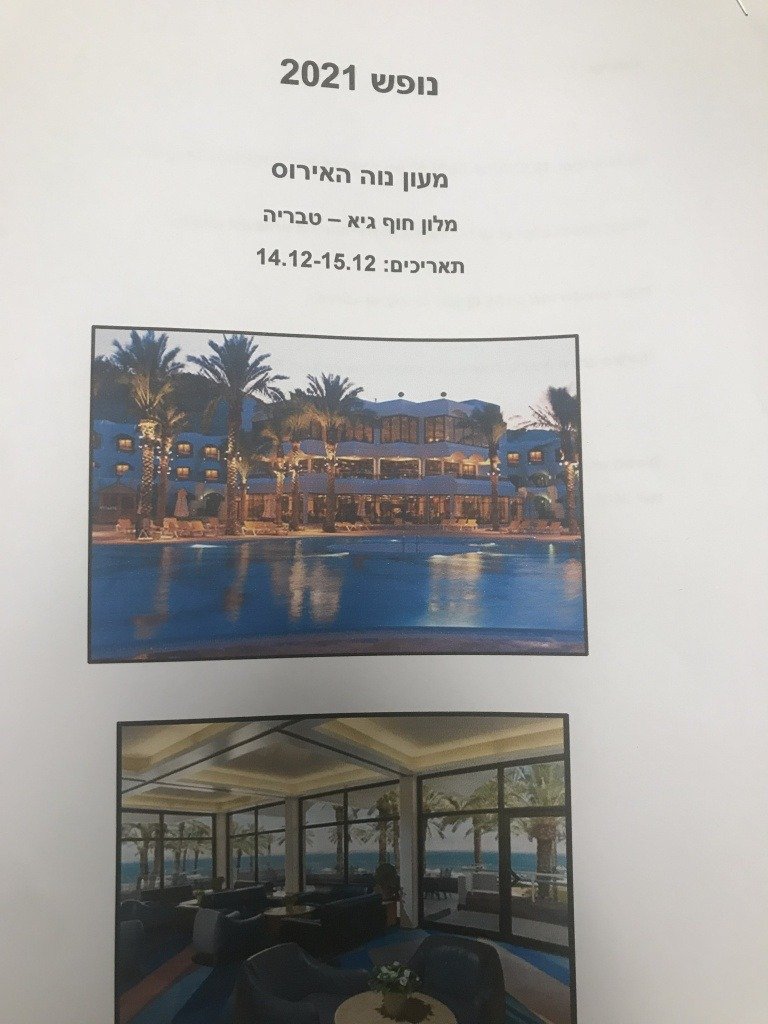 נופש 2021
מעון נוה האירוס
מלון חוף גיא – טבריה
תאריכים: 14.12-15.12